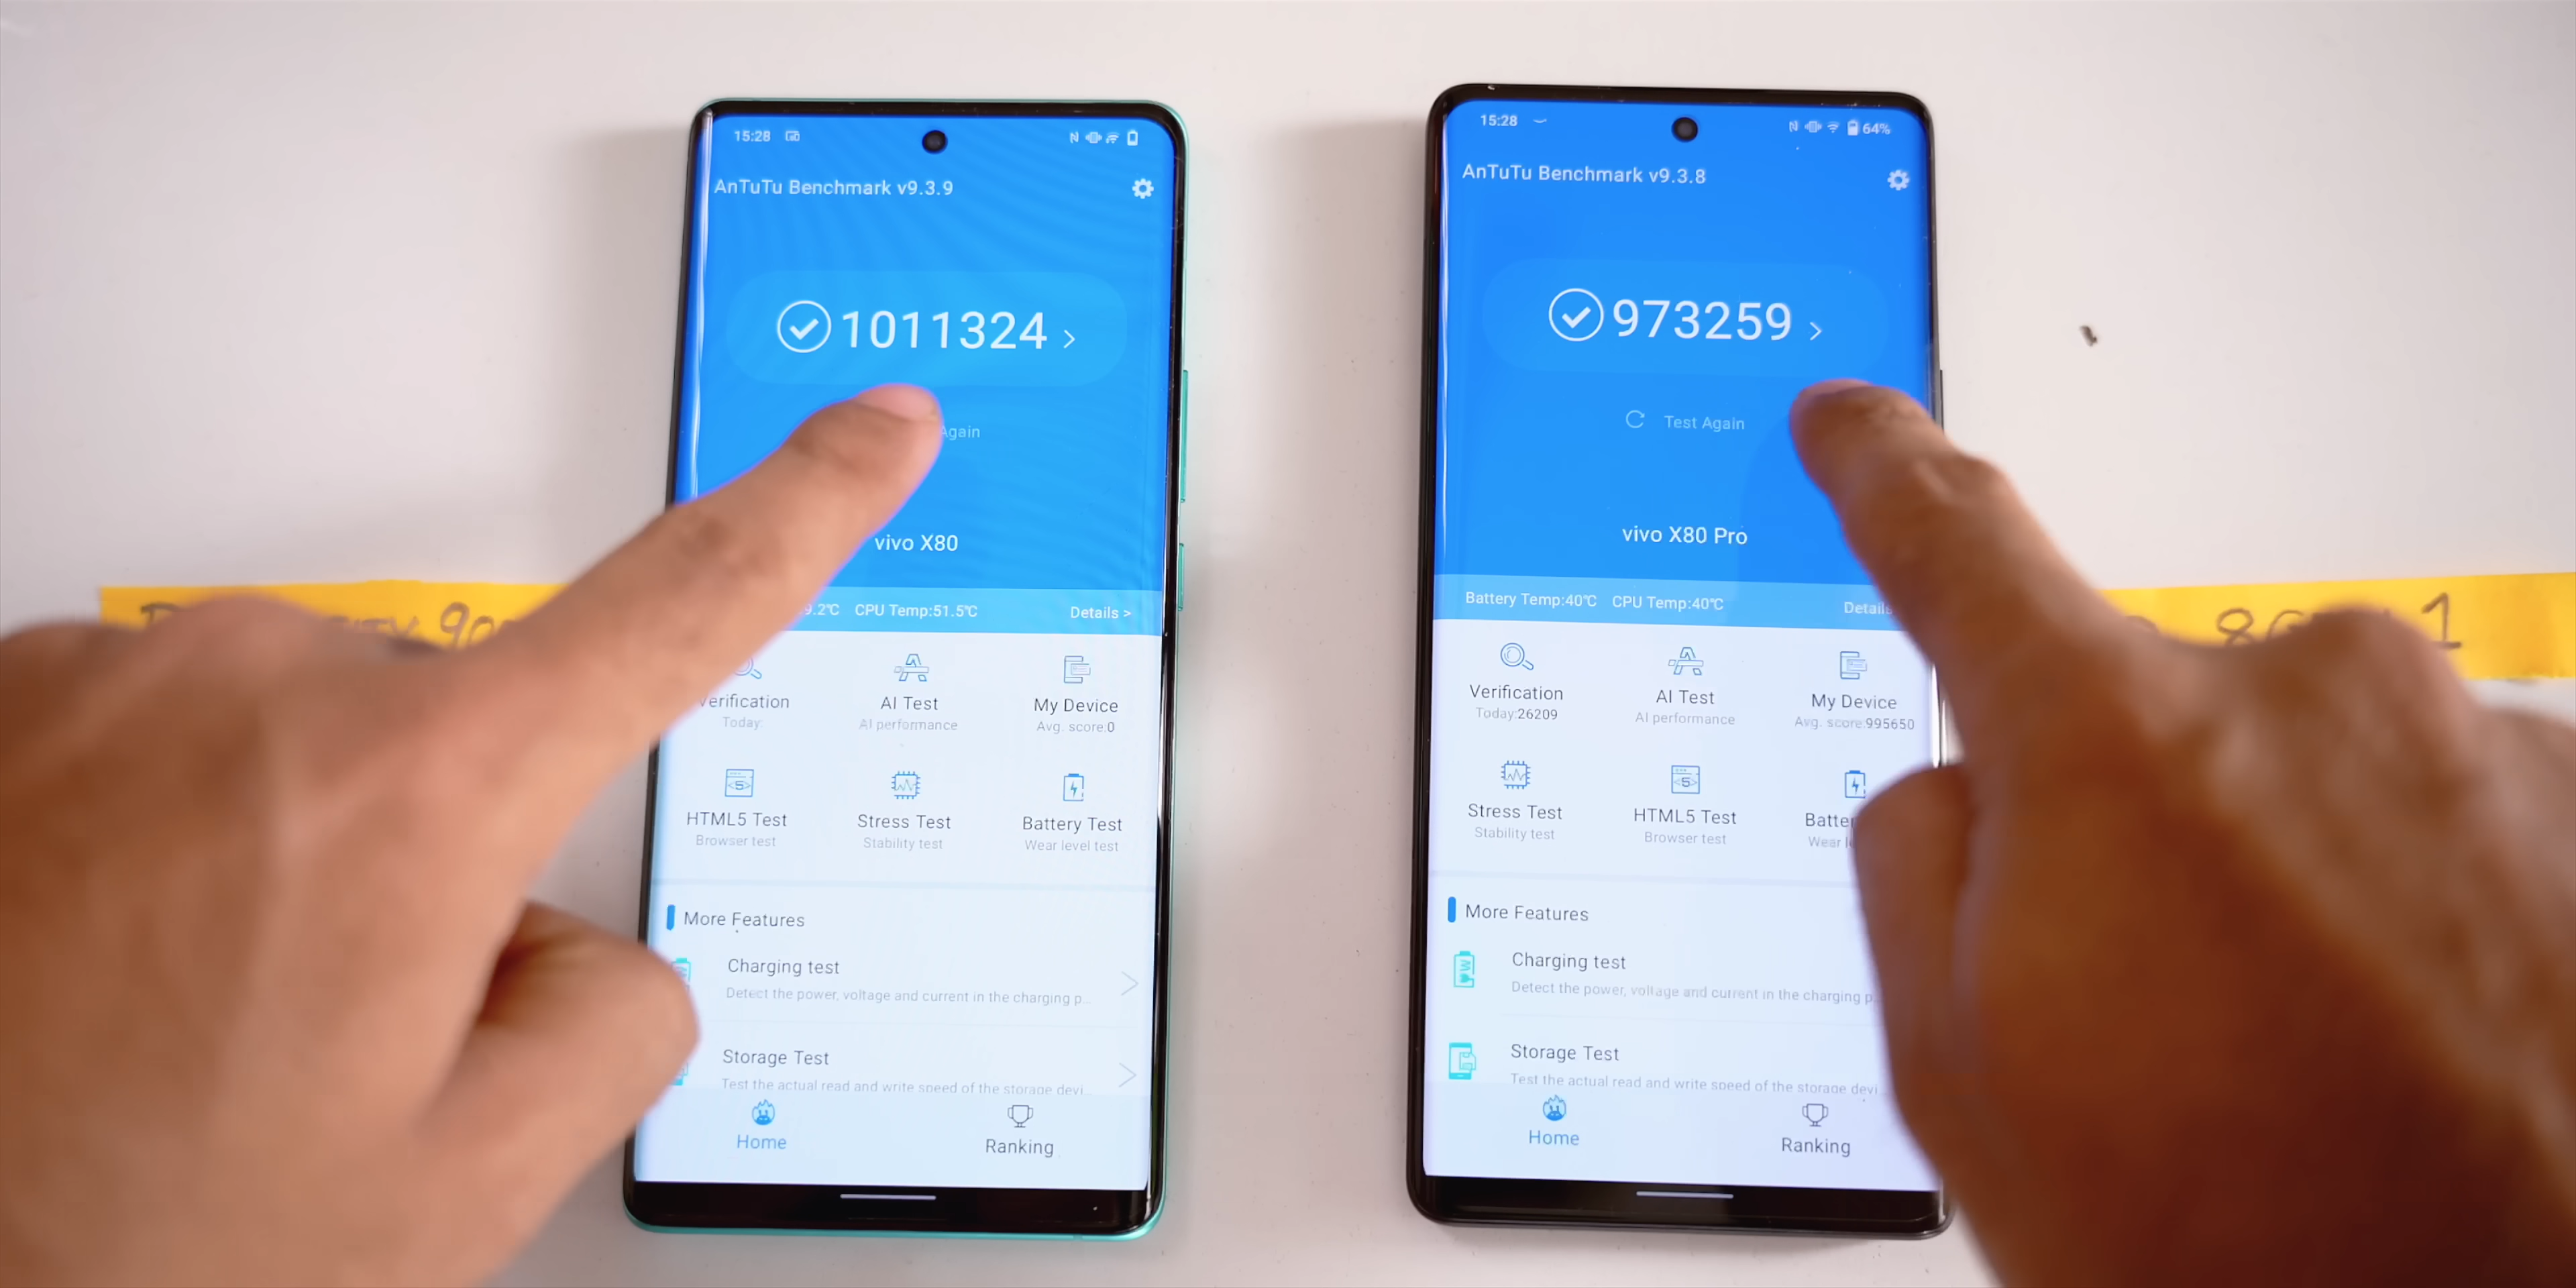 15:28
AnTuTu Benchmark v9.3.9
1011324 >
Again
vivo X80
9.2℃ CPU Temp:51.5℃ Details >
Verification
Today:
AI Test
AI performance
My Device
Avg. score:0
HTML5 Test
Browser test
Stress Test
Stability test
Battery Test
Wear level test
More Features
Charging test
Detect the power, voltage and current in the charging p...
Storage Test
Test the actual read and write speed of the storage devi
Home
Ranking
15:28 64%
AnTuTu Benchmark v9.3.8
973259 >
Test Again
vivo X80 Pro
Battery Temp:40℃ CPU Temp:40℃ Details
Verification
Today:26209
AI Test
AI performance
My Device
Avg. score:995650
Stress Test
Stability test
HTML5 Test
Browser test
More Features
Charging test
Detect the power, voltage and current in the charging p
Storage Test
Test the actual read and write speed of the storage devi
Home
Ranking